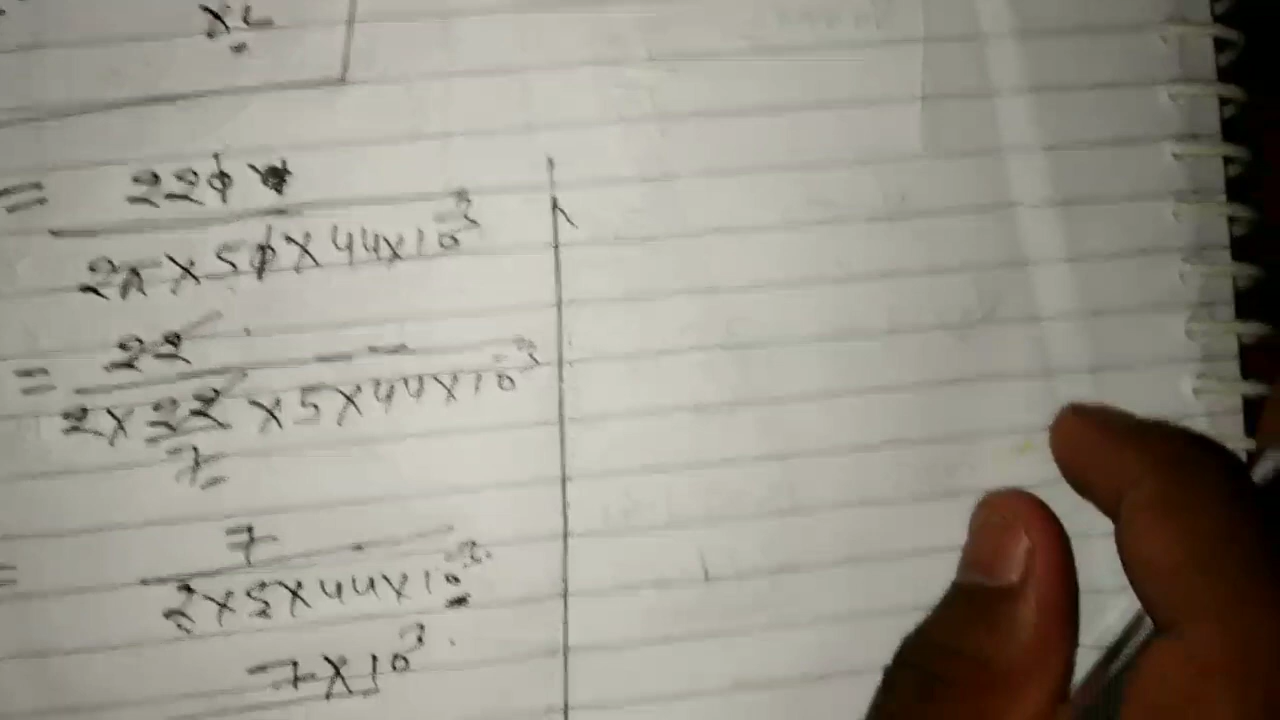 XL
= 220
2π × 50 × 44 × 10⁻³
= 22
2 × 22 × 5 × 44 × 10⁻³
7
= 7
2 × 5 × 44 × 10⁻³
7 × 10³